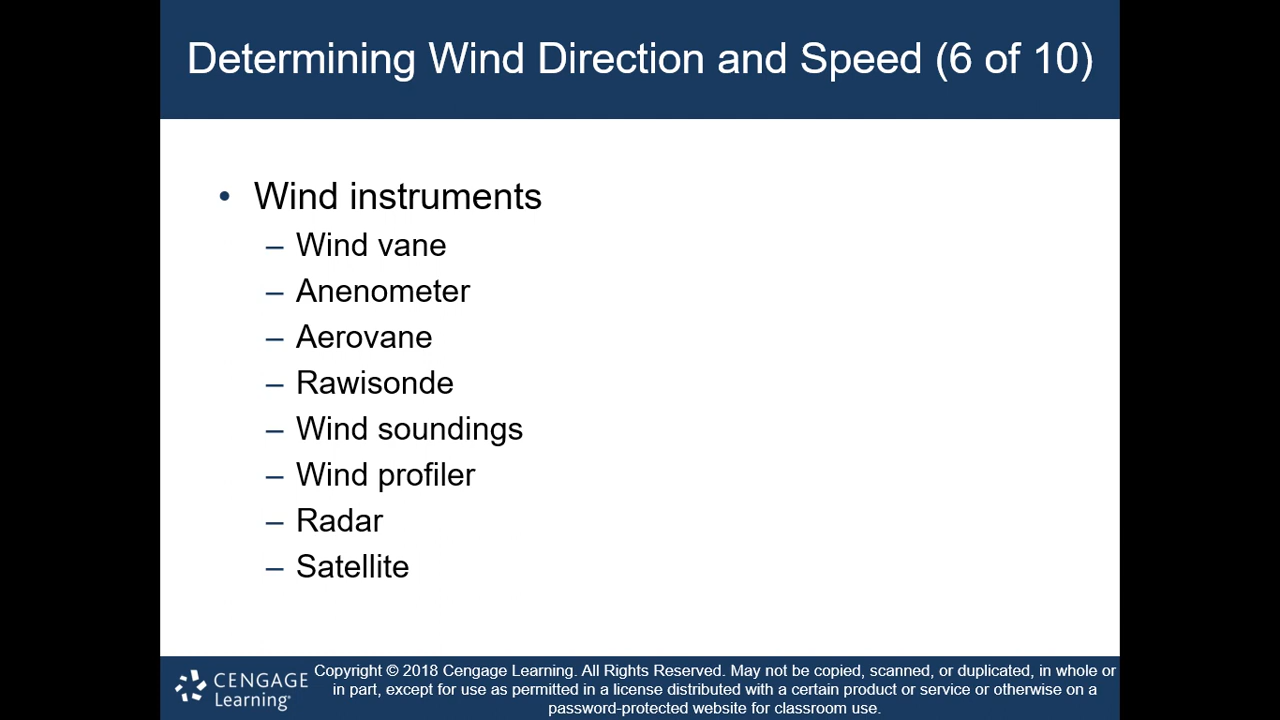 Determining Wind Direction and Speed (6 of 10)
• Wind instruments
– Wind vane
– Anenometer
– Aerovane
– Rawisonde
– Wind soundings
– Wind profiler
– Radar
– Satellite
CENGAGE
Learning®
Copyright © 2018 Cengage Learning. All Rights Reserved. May not be copied, scanned, or duplicated, in whole or
in part, except for use as permitted in a license distributed with a certain product or service or otherwise on a
password-protected website for classroom use.